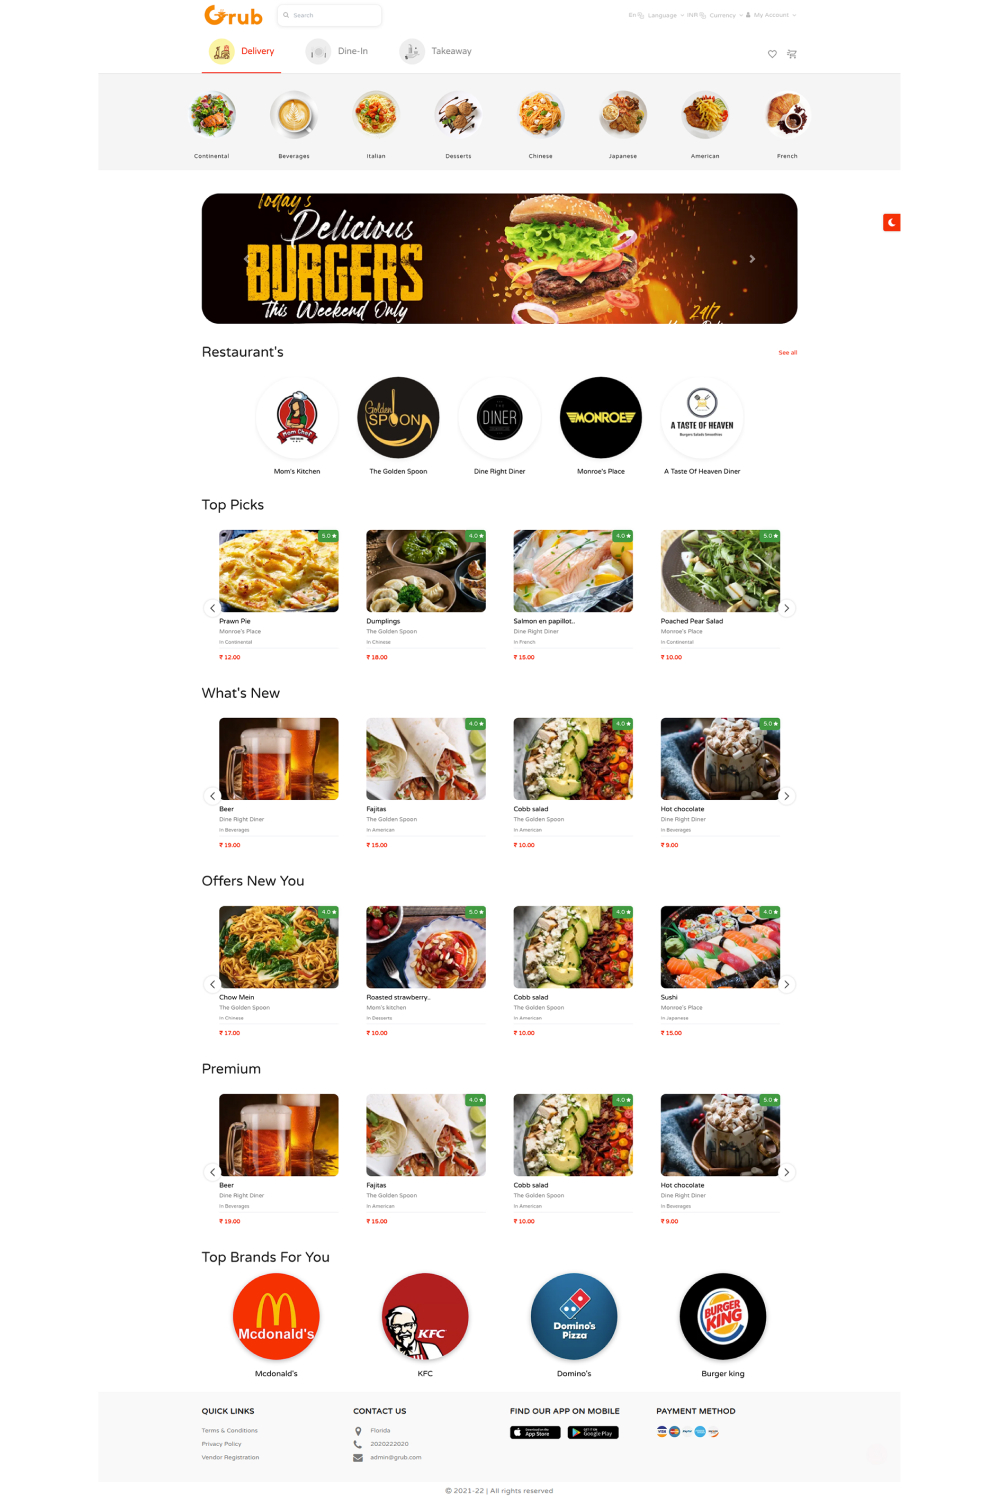 Grub
Search
En Language INR Currency My Account
Delivery Dine-In Takeaway
Continental Beverages Italian Desserts Chinese Japanese American French
Today's
Delicious
BURGERS
This Weekend Only
24/7
Restaurant's
See all
Mom Chef
Golden
SPOON
DINER
MONROE
A TASTE OF HEAVEN
Burgers Salads Smoothies
Mom's Kitchen The Golden Spoon Dine Right Diner Monroe's Place A Taste Of Heaven Diner
Top Picks
5.0 4.0 4.0 5.0
Prawn Pie Dumplings Salmon en papillot.. Poached Pear Salad
Monroe's Place The Golden Spoon Dine Right Diner Monroe's Place
In Continental In Chinese In French In Continental
₹ 12.00 ₹ 18.00 ₹ 15.00 ₹ 10.00
What's New
4.0 4.0 5.0
Beer Fajitas Cobb salad Hot chocolate
Dine Right Diner The Golden Spoon The Golden Spoon Dine Right Diner
In Beverages In American In American In Beverages
₹ 19.00 ₹ 15.00 ₹ 10.00 ₹ 9.00
Offers New You
4.0 5.0 4.0 4.0
Chow Mein Roasted strawberry.. Cobb salad Sushi
The Golden Spoon Mom's kitchen The Golden Spoon Monroe's Place
In Chinese In Desserts In American In Japanese
₹ 17.00 ₹ 10.00 ₹ 10.00 ₹ 15.00
Premium
4.0 4.0 5.0
Beer Fajitas Cobb salad Hot chocolate
Dine Right Diner The Golden Spoon The Golden Spoon Dine Right Diner
In Beverages In American In American In Beverages
₹ 19.00 ₹ 15.00 ₹ 10.00 ₹ 9.00
Top Brands For You
Mcdonald's
KFC
Domino's
Pizza
BURGER
KING
Mcdonald's KFC Domino's Burger king
QUICK LINKS CONTACT US FIND OUR APP ON MOBILE PAYMENT METHOD
Terms & Conditions Florida App Store Google Play VISA
Privacy Policy 2020222020
Vendor Registration admin@grub.com
© 2021-22 | All rights reserved